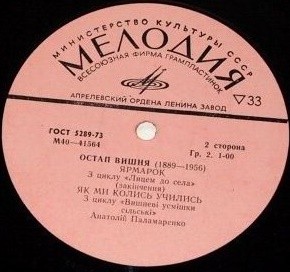 МИНИСТЕРСТВО КУЛЬТУРЫ СССР
МЕЛОДИЯ
ВСЕСОЮЗНАЯ ФИРМА ГРАМПЛАСТИНОК
АПРЕЛЕВСКИЙ ОРДЕНА ЛЕНИНА ЗАВОД
33
ГОСТ 5289-73
М40—41564
2 сторона
Гр. 2. 1-00
ОСТАП ВИШНЯ (1889—1956)
ЯРМАРОК
З циклу «Лицем до села»
(закінчення)
ЯК МИ КОЛИСЬ УЧИЛИСЬ
З циклу «Вишневі усмішки
сільські»
Анатолій Паламаренко